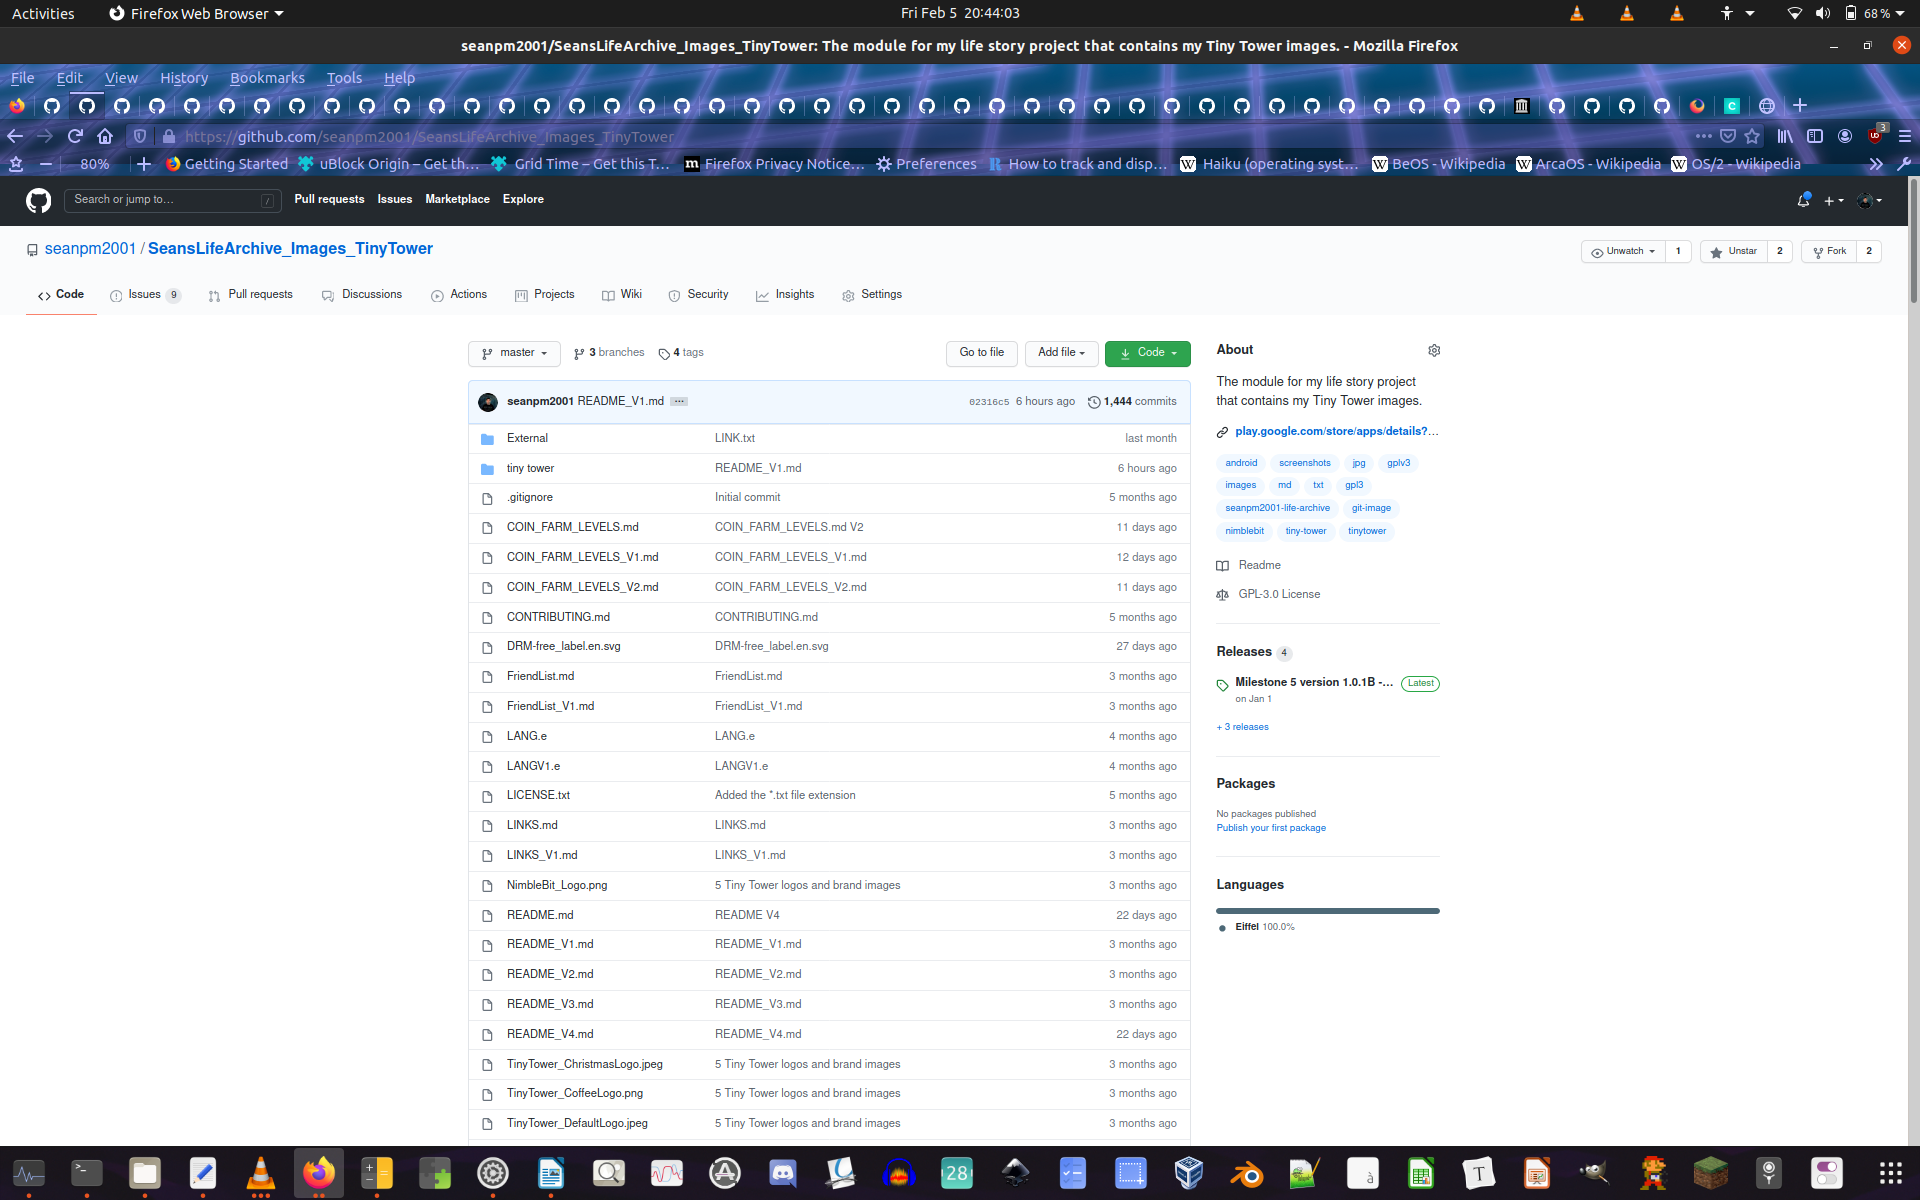 Activities
Firefox Web Browser
Fri Feb 5 20:44:03
68 %
seanpm2001/SeansLifeArchive_Images_TinyTower: The module for my life story project that contains my Tiny Tower images. - Mozilla Firefox
File Edit View History Bookmarks Tools Help
https://github.com/seanpm2001/SeansLifeArchive_Images_TinyTower
3
80%
Getting Started
uBlock Origin – Get th…
Grid Time – Get this T…
Firefox Privacy Notice…
Preferences
How to track and disp…
Haiku (operating syst…
BeOS - Wikipedia
ArcaOS - Wikipedia
OS/2 - Wikipedia
Search or jump to…
/
Pull requests Issues Marketplace Explore
seanpm2001 / SeansLifeArchive_Images_TinyTower
Unwatch 1
Unstar 2
Fork 2
Code
Issues 9
Pull requests
Discussions
Actions
Projects
Wiki
Security
Insights
Settings
master
3 branches
4 tags
Go to file
Add file
Code
seanpm2001 README_V1.md
02316c5 6 hours ago 1,444 commits
External LINK.txt last month
tiny tower README_V1.md 6 hours ago
.gitignore Initial commit 5 months ago
COIN_FARM_LEVELS.md COIN_FARM_LEVELS.md V2 11 days ago
COIN_FARM_LEVELS_V1.md COIN_FARM_LEVELS_V1.md 12 days ago
COIN_FARM_LEVELS_V2.md COIN_FARM_LEVELS_V2.md 11 days ago
CONTRIBUTING.md CONTRIBUTING.md 5 months ago
DRM-free_label.en.svg DRM-free_label.en.svg 27 days ago
FriendList.md FriendList.md 3 months ago
FriendList_V1.md FriendList_V1.md 3 months ago
LANG.e LANG.e 4 months ago
LANGV1.e LANGV1.e 4 months ago
LICENSE.txt Added the *.txt file extension 5 months ago
LINKS.md LINKS.md 3 months ago
LINKS_V1.md LINKS_V1.md 3 months ago
NimbleBit_Logo.png 5 Tiny Tower logos and brand images 3 months ago
README.md README V4 22 days ago
README_V1.md README_V1.md 3 months ago
README_V2.md README_V2.md 3 months ago
README_V3.md README_V3.md 3 months ago
README_V4.md README_V4.md 22 days ago
TinyTower_ChristmasLogo.jpeg 5 Tiny Tower logos and brand images 3 months ago
TinyTower_CoffeeLogo.png 5 Tiny Tower logos and brand images 3 months ago
TinyTower_DefaultLogo.jpeg 5 Tiny Tower logos and brand images 3 months ago
About
The module for my life story project
that contains my Tiny Tower images.
play.google.com/store/apps/details?…
android screenshots jpg gplv3
images md txt gpl3
seanpm2001-life-archive git-image
nimblebit tiny-tower tinytower
Readme
GPL-3.0 License
Releases 4
Milestone 5 version 1.0.1B -… Latest
on Jan 1
+ 3 releases
Packages
No packages published
Publish your first package
Languages
Eiffel 100.0%
28